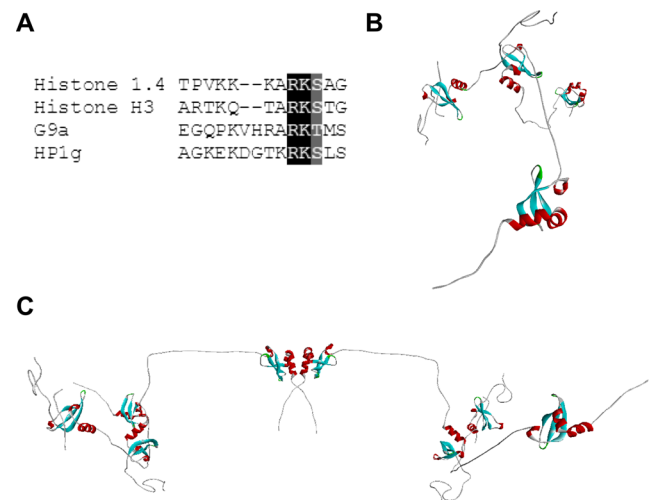 A
B
Histone 1.4 TPVKK--KARKSAG
Histone H3 ARTKQ--TARKSTG
G9a EGQPKVHRARKTMS
HP1g AGKEKDGTKRKSLS
C